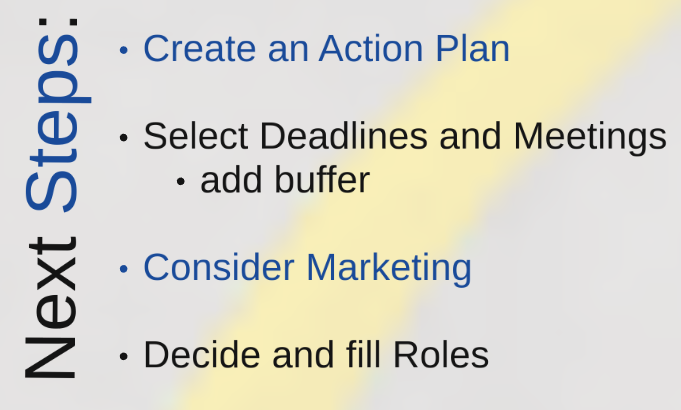 Next Steps:
• Create an Action Plan
• Select Deadlines and Meetings
• add buffer
• Consider Marketing
• Decide and fill Roles